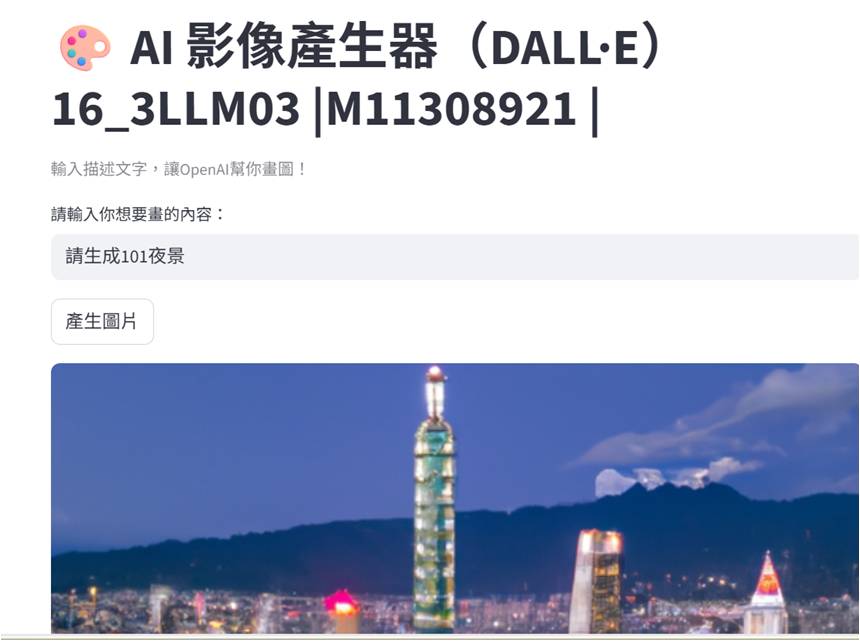 🎨 AI 影像產生器（DALL·E）
16_3LLM03 |M11308921 |
輸入描述文字，讓OpenAI幫你畫圖！
請輸入你想要畫的內容：
請生成101夜景
產生圖片